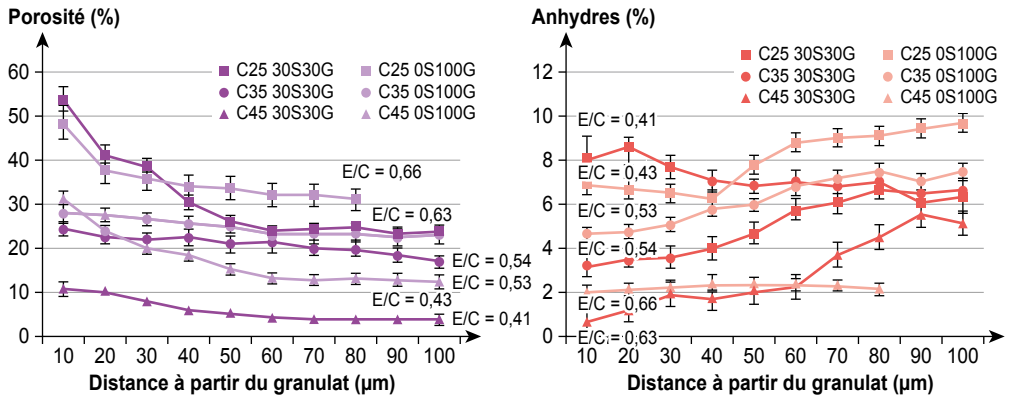 Porosité (%)
60
50
40
30
20
10
0
C25 30S30G
C25 0S100G
C35 30S30G
C35 0S100G
C45 30S30G
C45 0S100G
E/C = 0,66
E/C = 0,63
E/C = 0,54
E/C = 0,53
E/C = 0,43
E/C = 0,41
10 20 30 40 50 60 70 80 90 100
Distance à partir du granulat (µm)
Anhydres (%)
12
10
8
6
4
2
0
C25 30S30G
C25 0S100G
C35 30S30G
C35 0S100G
C45 30S30G
C45 0S100G
E/C = 0,41
E/C = 0,43
E/C = 0,53
E/C = 0,54
E/C = 0,66
E/C = 0,63
10 20 30 40 50 60 70 80 90 100
Distance à partir du granulat (µm)